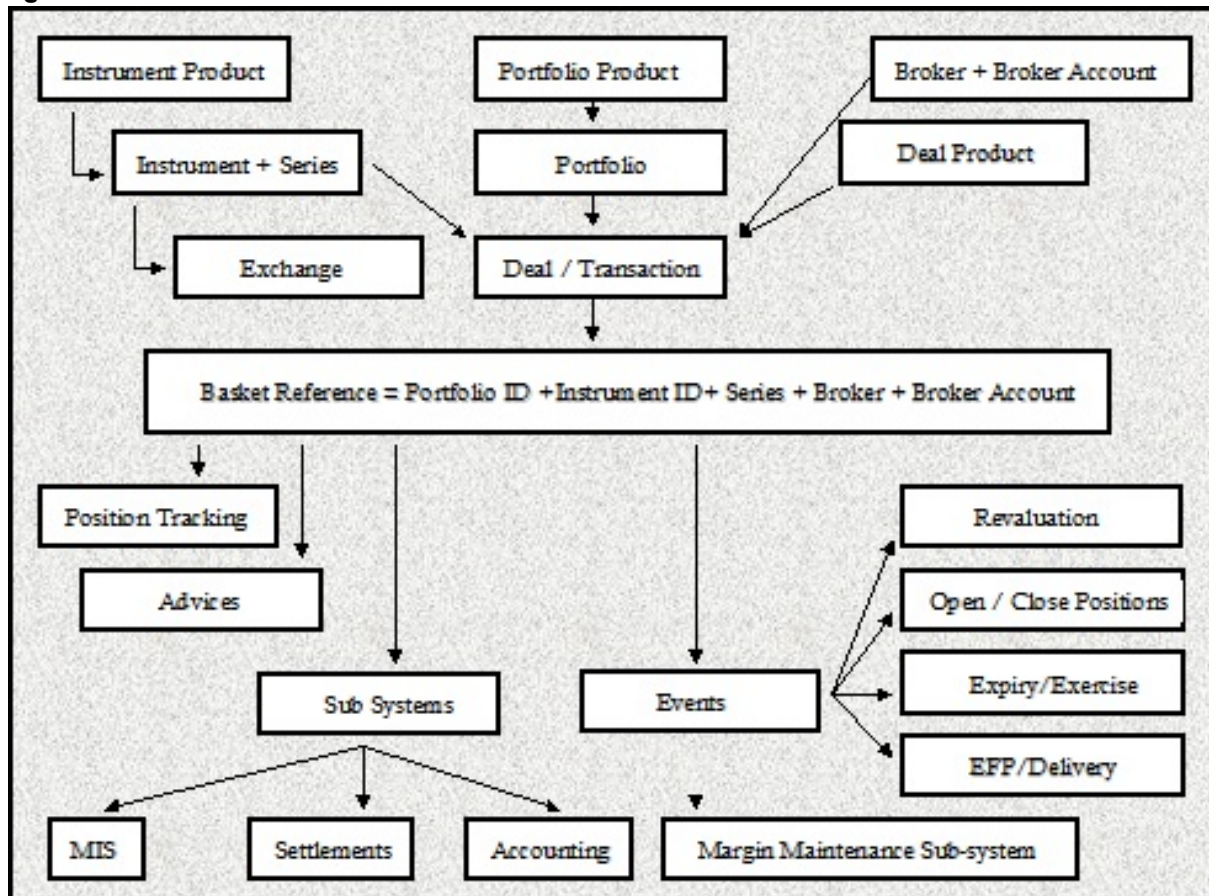 Instrument Product
Portfolio Product
Broker + Broker Account
Instrument + Series
Portfolio
Deal Product
Exchange
Deal / Transaction
Basket Reference = Portfolio ID +Instrument ID+ Series + Broker + Broker Account
Position Tracking
Revaluation
Advices
Open / Close Positions
Sub Systems
Events
Expiry/Exercise
EFP/Delivery
MIS
Settlements
Accounting
Margin Maintenance Sub-system